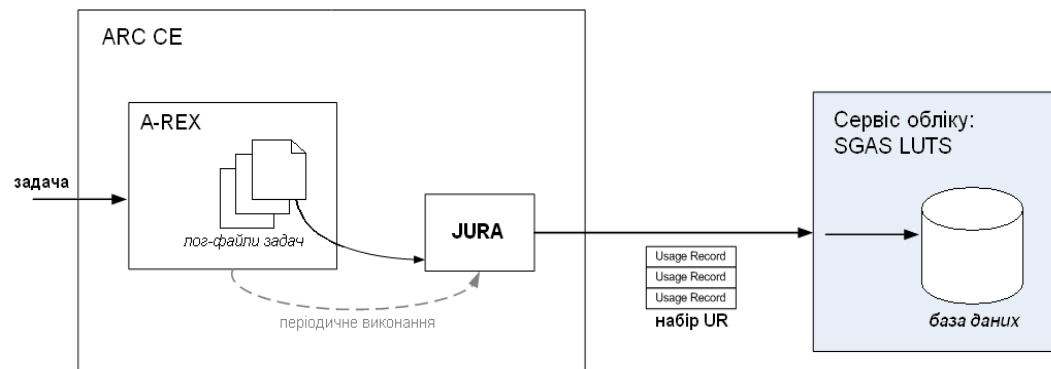 ARC CE
A-REX
задача
лог-файли задач
JURA
періодичне виконання
Usage Record
Usage Record
Usage Record
набір UR
Сервіс обліку:
SGAS LUTS
база даних